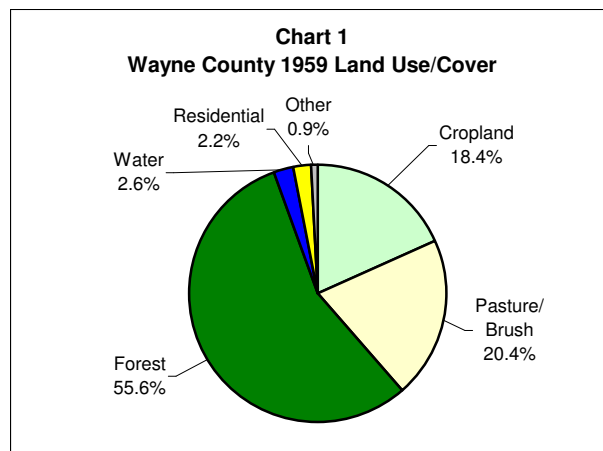 Chart 1
Wayne County 1959 Land Use/Cover
Other
0.9%
Residential
2.2%
Water
2.6%
Cropland
18.4%
Pasture/
Brush
20.4%
Forest
55.6%